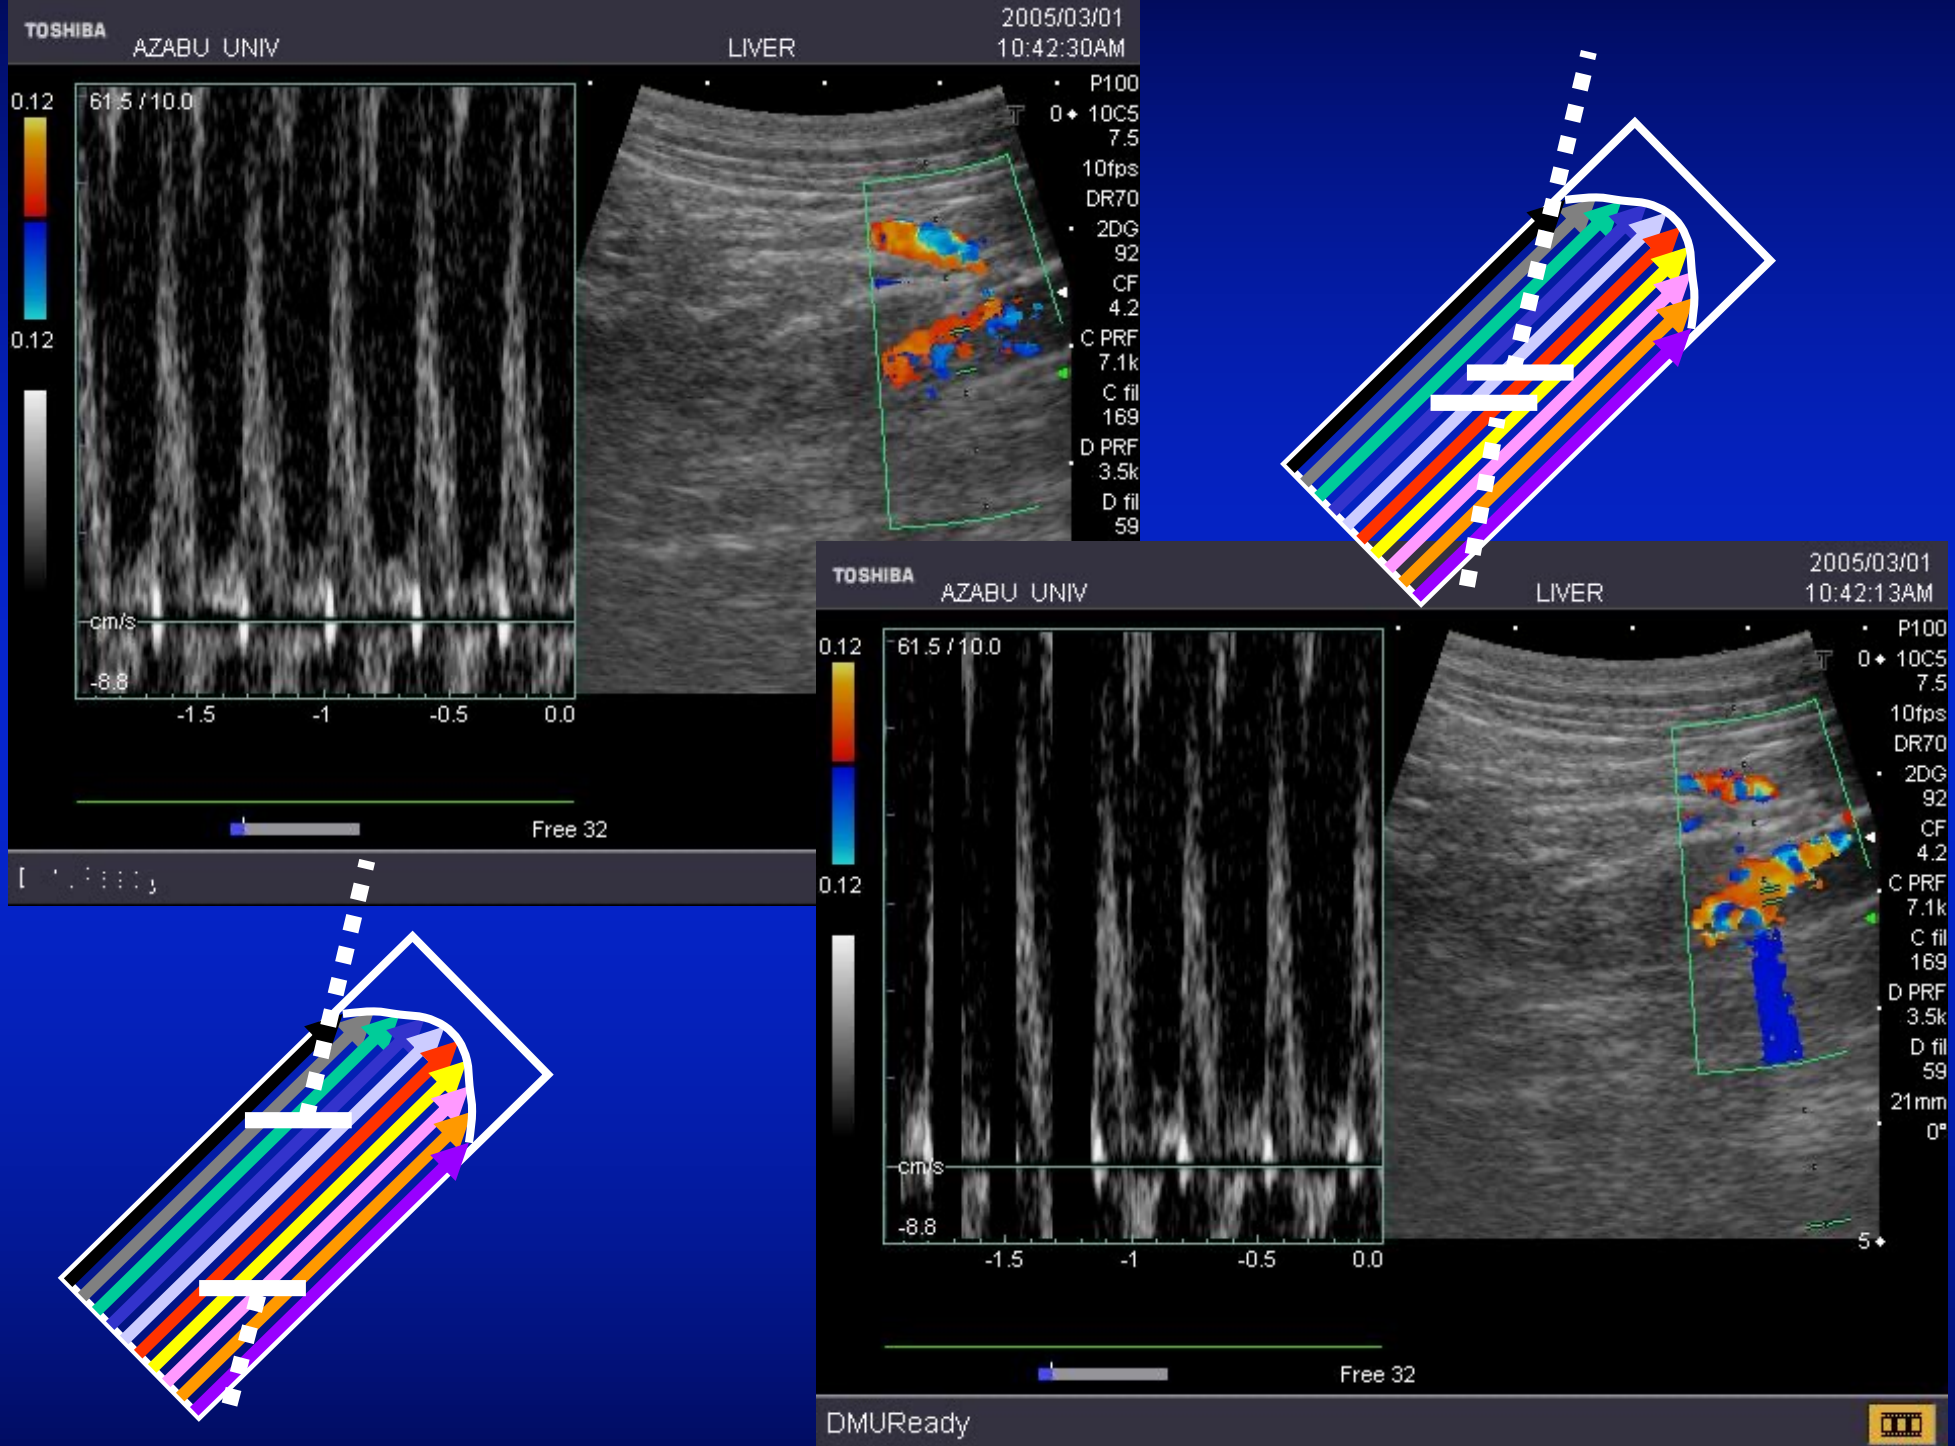 TOSHIBA
AZABU UNIV
LIVER
2005/03/01
10:42:30AM
0.12
0.12
61.5 / 10.0
cm/s
-8.8
-1.5
-1
-0.5
0.0
Free 32
T
0
P100
10C5
7.5
10fps
DR70
2DG
92
CF
4.2
C PRF
7.1k
C fil
169
D PRF
3.5k
D fil
59
TOSHIBA
AZABU UNIV
LIVER
2005/03/01
10:42:13AM
0.12
0.12
61.5 / 10.0
cm/s
-8.8
-1.5
-1
-0.5
0.0
Free 32
T
0
P100
10C5
7.5
10fps
DR70
2DG
92
CF
4.2
C PRF
7.1k
C fil
169
D PRF
3.5k
D fil
59
21mm
0°
5
DMUReady